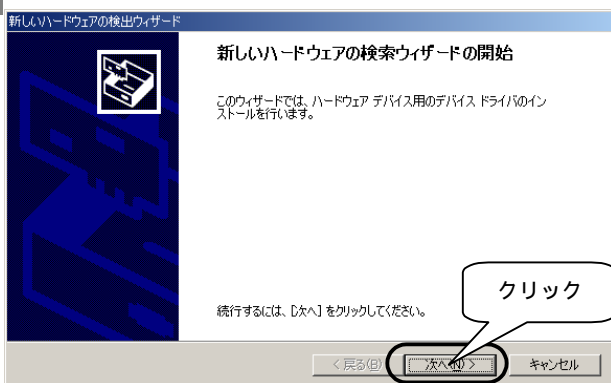 新しいハードウェアの検出ウィザード
新しいハードウェアの検索ウィザードの開始
このウィザードでは、ハードウェア デバイス用のデバイス ドライバのイン
ストールを行います。
クリック
続行するには、[次へ] をクリックしてください。
< 戻る(B)
次へ(N) >
キャンセル